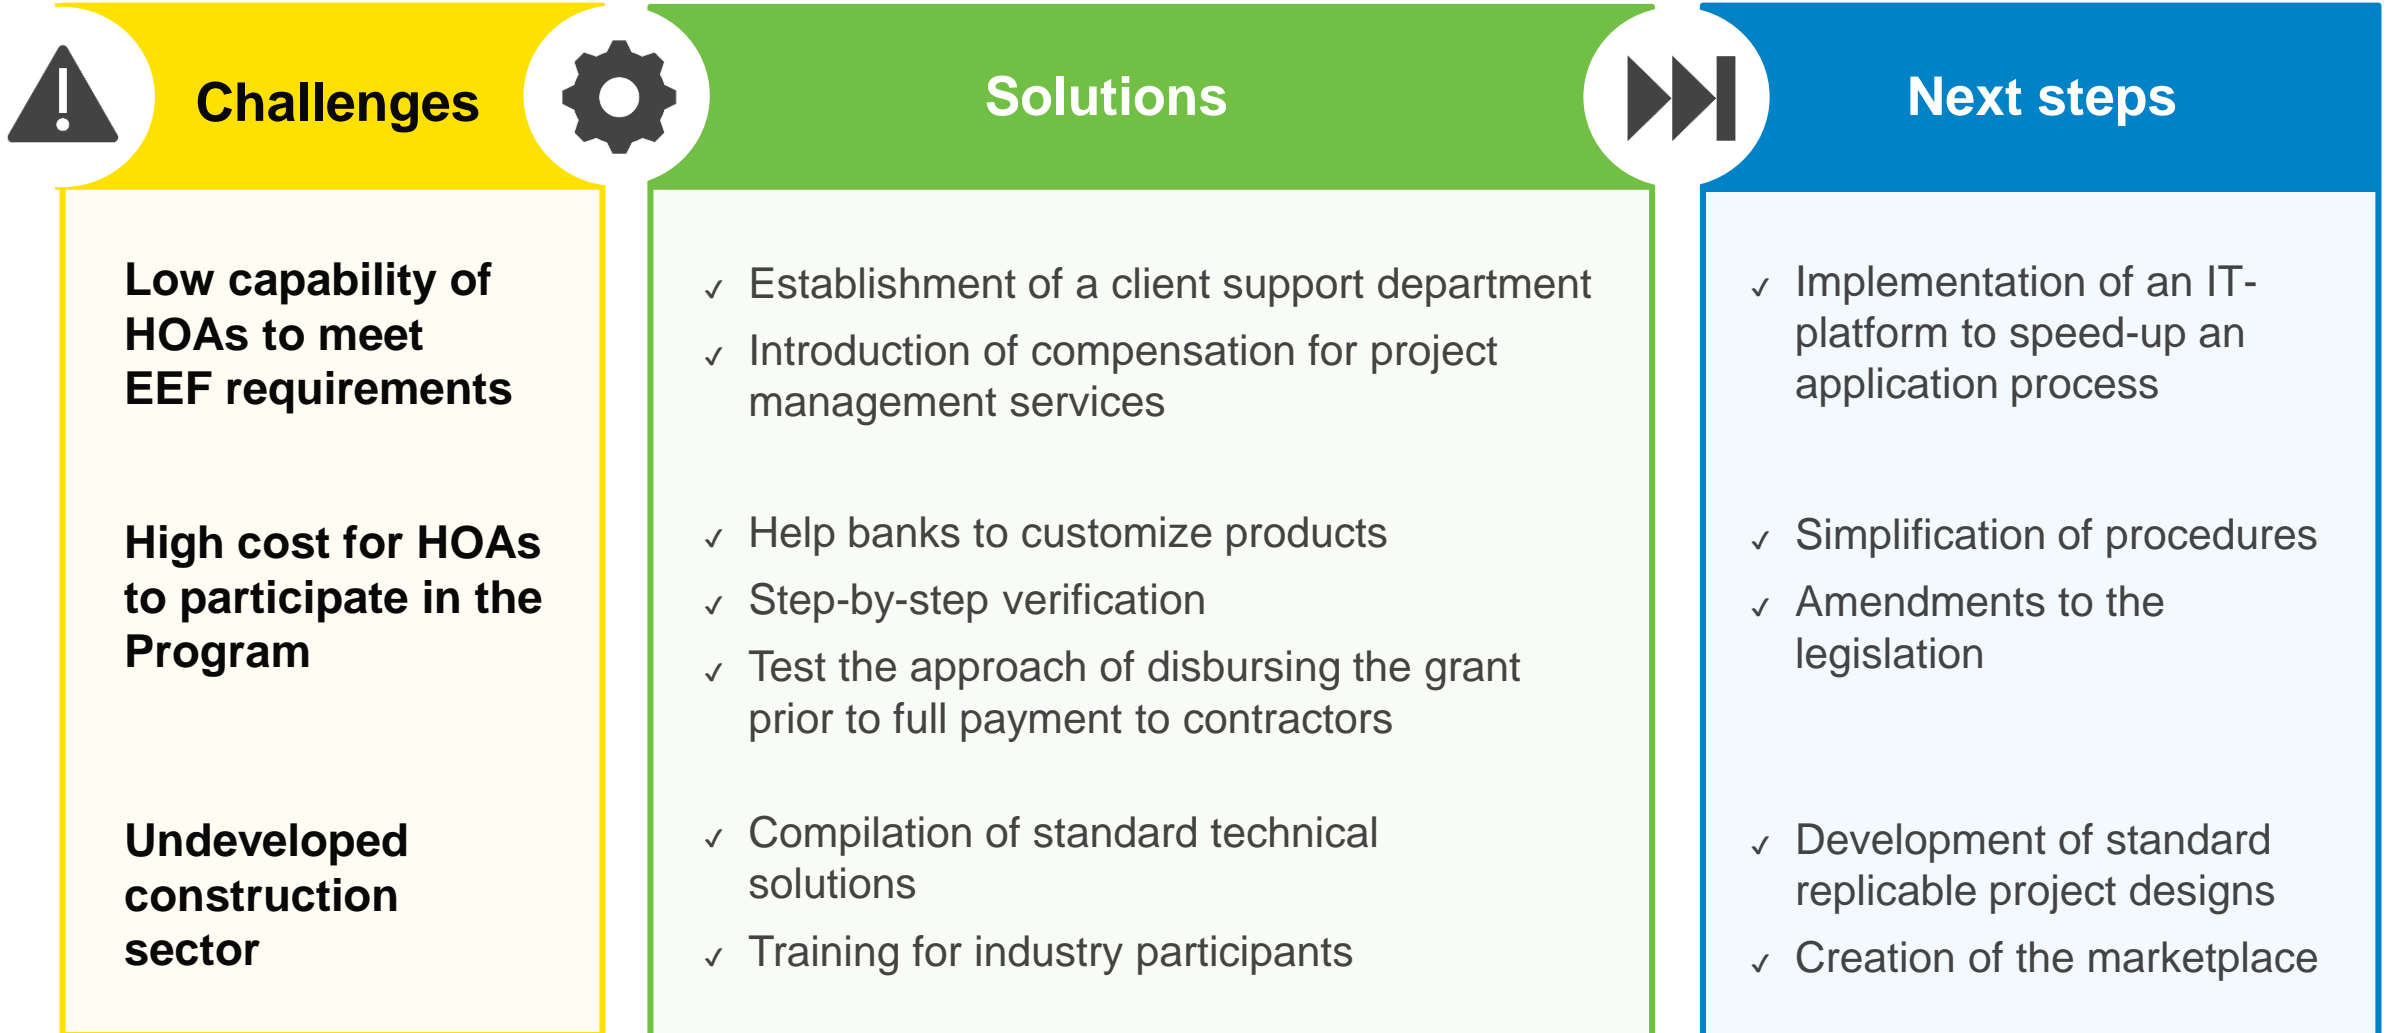 Challenges
Solutions
Next steps
Low capability of
HOAs to meet
EEF requirements
✓ Establishment of a client support department
✓ Introduction of compensation for project
management services
✓ Implementation of an IT-
platform to speed-up an
application process
High cost for HOAs
to participate in the
Program
✓ Help banks to customize products
✓ Step-by-step verification
✓ Test the approach of disbursing the grant
prior to full payment to contractors
✓ Simplification of procedures
✓ Amendments to the
legislation
Undeveloped
construction
sector
✓ Compilation of standard technical
solutions
✓ Training for industry participants
✓ Development of standard
replicable project designs
✓ Creation of the marketplace